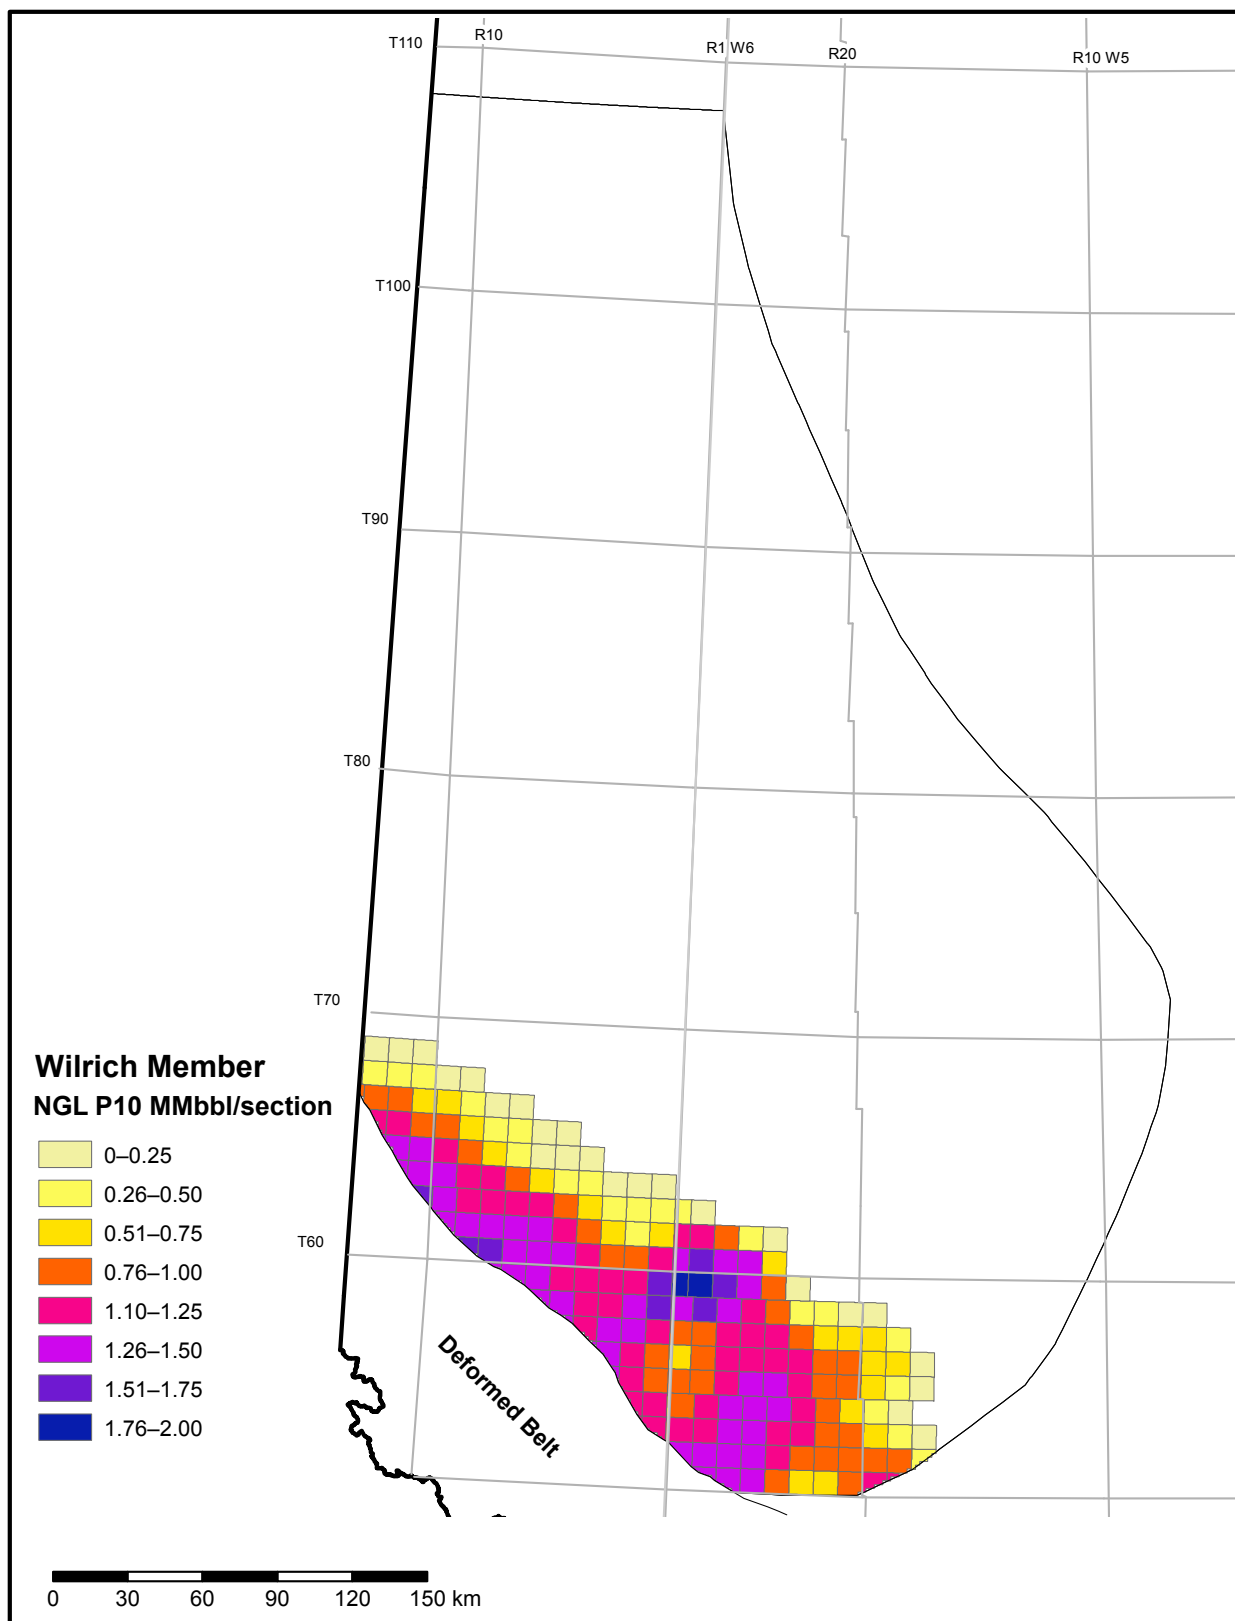 T110
R10
R1 W6
R20
R10 W5
T100
T90
T80
T70
T60
Wilrich Member
NGL P10 MMbbl/section
0–0.25
0.26–0.50
0.51–0.75
0.76–1.00
1.10–1.25
1.26–1.50
1.51–1.75
1.76–2.00
Deformed Belt
0 30 60 90 120 150 km